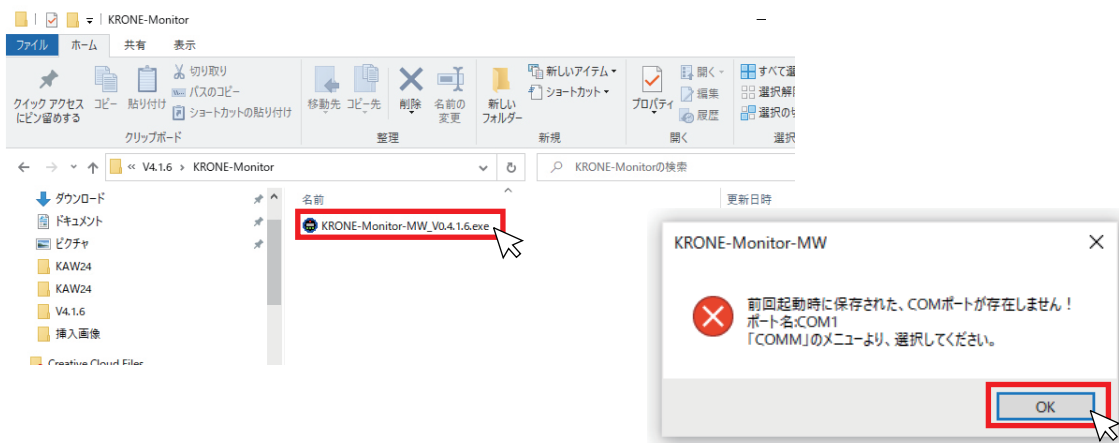 KRONE-Monitor
ファイル ホーム 共有 表示
クイック アクセス
にピン留めする
コピー
貼り付け
切り取り
パスのコピー
ショートカットの貼り付け
クリップボード
移動先
コピー先
削除
名前の
変更
整理
新しい
フォルダー
新しいアイテム
ショートカット
新規
プロパティ
開く
編集
履歴
開く
すべて選
選択解
選択の
選択
« V4.1.6 › KRONE-Monitor
KRONE-Monitorの検索
ダウンロード
ドキュメント
ピクチャ
KAW24
KAW24
V4.1.6
挿入画像
Creative Cloud Files
名前
更新日時
KRONE-Monitor-MW_V0.4.1.6.exe
KRONE-Monitor-MW
前回起動時に保存された、COMポートが存在しません！
ポート名:COM1
「COMM」のメニューより、選択してください。
OK